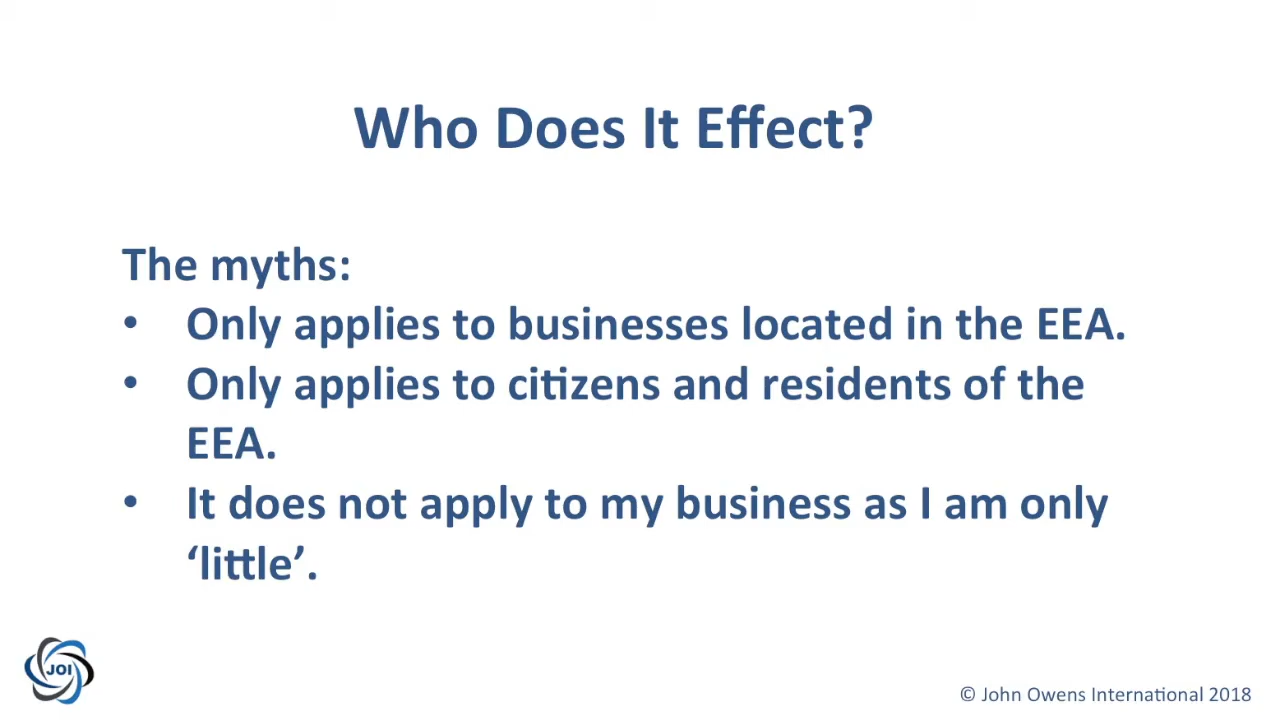 Who Does It Effect?
The myths:
• Only applies to businesses located in the EEA.
• Only applies to citizens and residents of the
EEA.
• It does not apply to my business as I am only
‘little’.
JOI
© John Owens International 2018